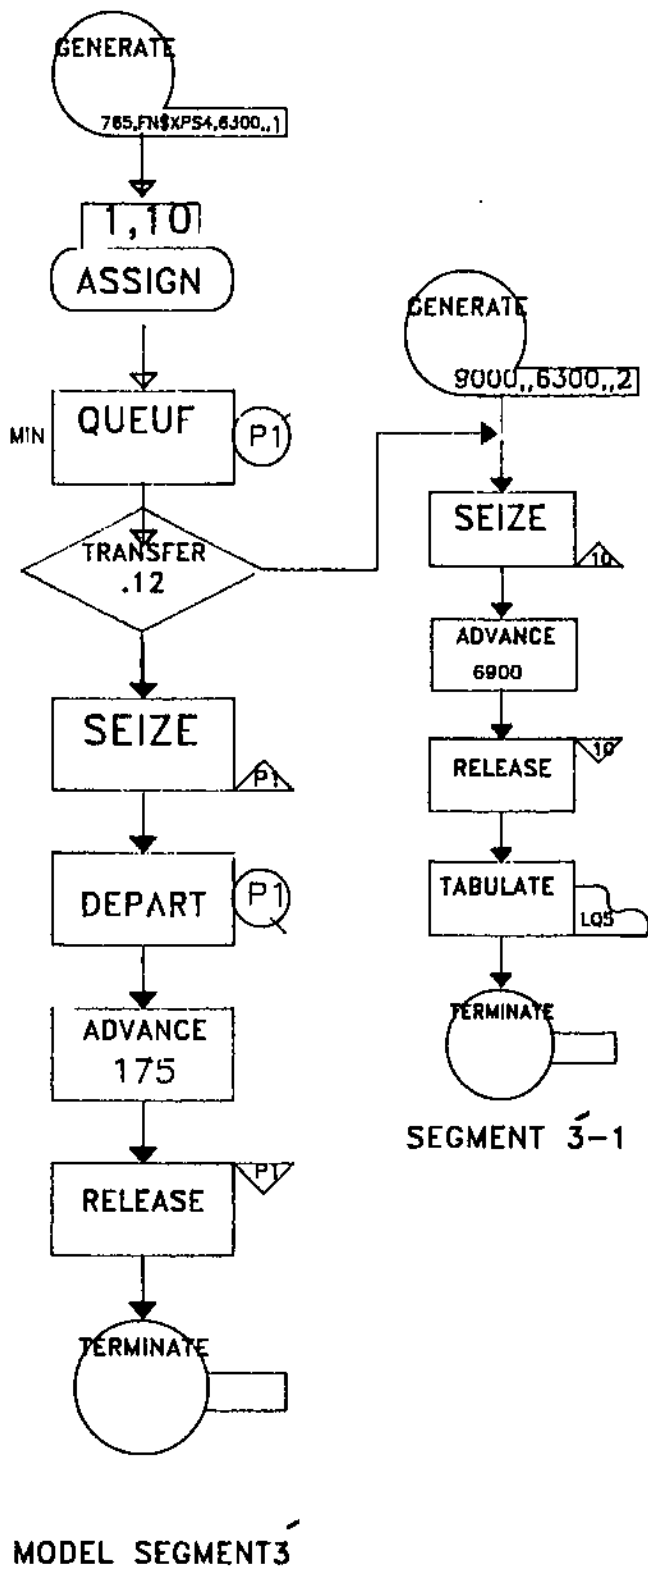 GENERATE
765,FN$XPS4,6300,,1
1,10
ASSIGN
MIN
QUEUF
P1
TRANSFER
.12
SEIZE
P1
DEPART
P1
ADVANCE
175
RELEASE
P1
TERMINATE
MODEL SEGMENT3
GENERATE
9000,,6300,,2
SEIZE
10
ADVANCE
6900
RELEASE
10
TABULATE
LQ5
TERMINATE
SEGMENT 3-1